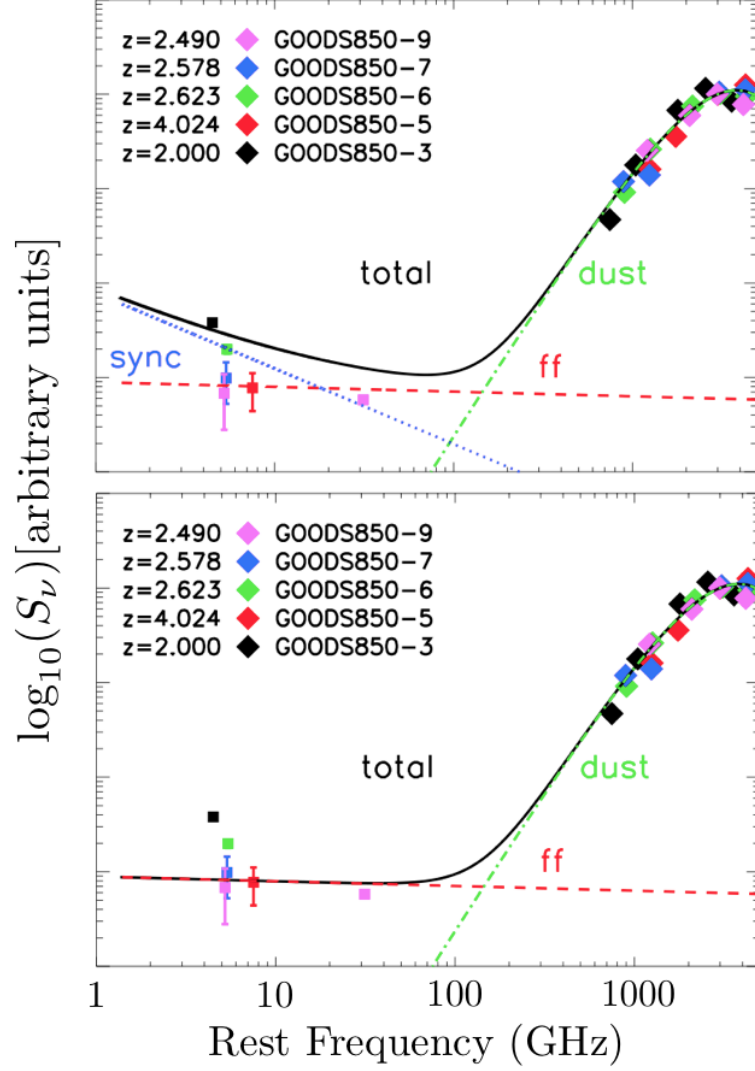 z=2.490 GOODS850-9
z=2.578 GOODS850-7
z=2.623 GOODS850-6
z=4.024 GOODS850-5
z=2.000 GOODS850-3
total
dust
sync
ff
z=2.490 GOODS850-9
z=2.578 GOODS850-7
z=2.623 GOODS850-6
z=4.024 GOODS850-5
z=2.000 GOODS850-3
total
dust
ff
log₁₀(Sν)[arbitrary units]
1 10 100 1000
Rest Frequency (GHz)